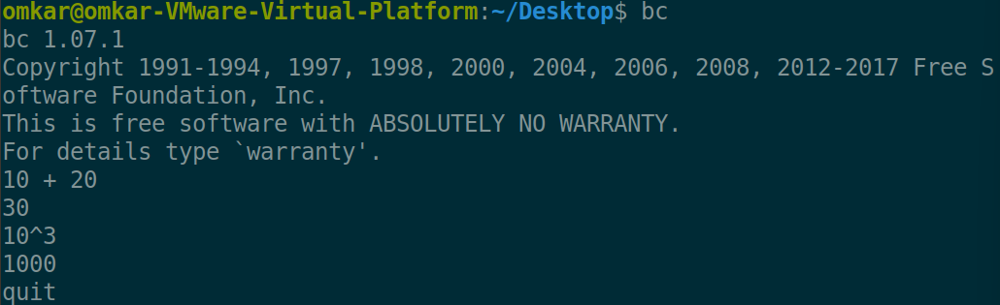 omkar@omkar-VMware-Virtual-Platform:~/Desktop$ bc
bc 1.07.1
Copyright 1991-1994, 1997, 1998, 2000, 2004, 2006, 2008, 2012-2017 Free S
oftware Foundation, Inc.
This is free software with ABSOLUTELY NO WARRANTY.
For details type `warranty'.
10 + 20
30
10^3
1000
quit